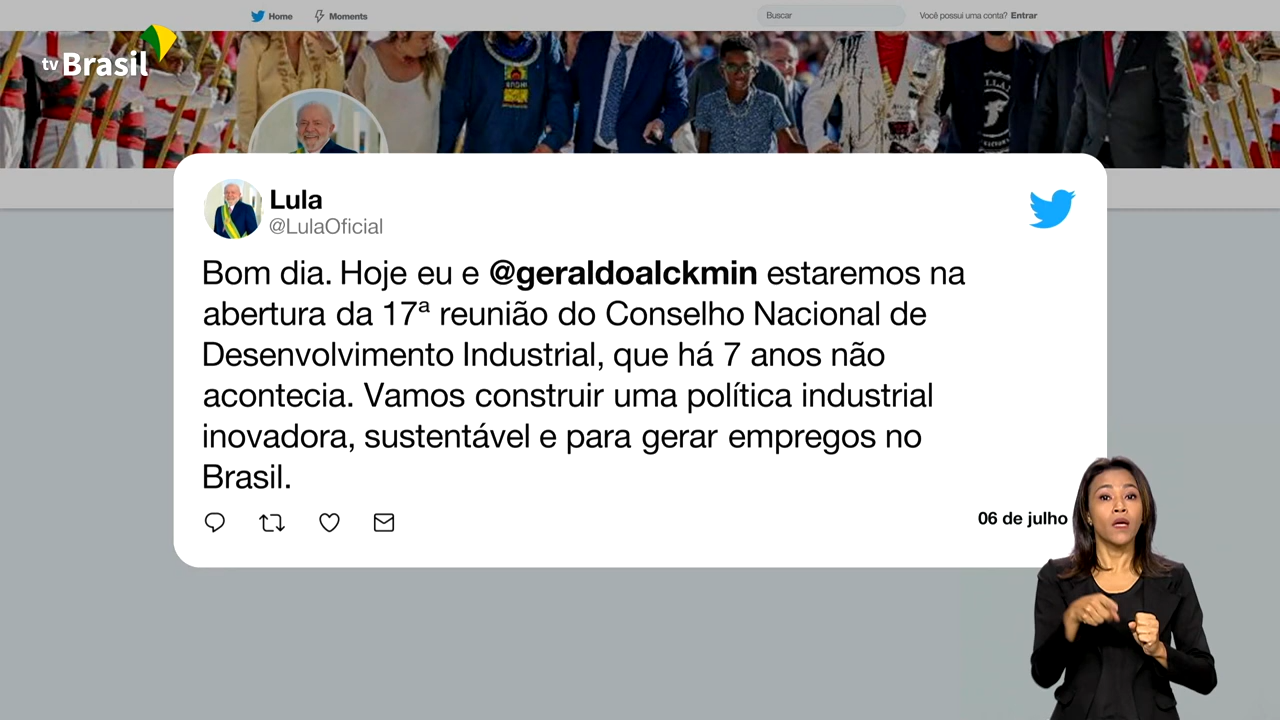 Home
Moments
Buscar
Você possui uma conta? Entrar
tv Brasil
Lula
@LulaOficial
Bom dia. Hoje eu e @geraldoalckmin estaremos na
abertura da 17ª reunião do Conselho Nacional de
Desenvolvimento Industrial, que há 7 anos não
acontecia. Vamos construir uma política industrial
inovadora, sustentável e para gerar empregos no
Brasil.
06 de julho